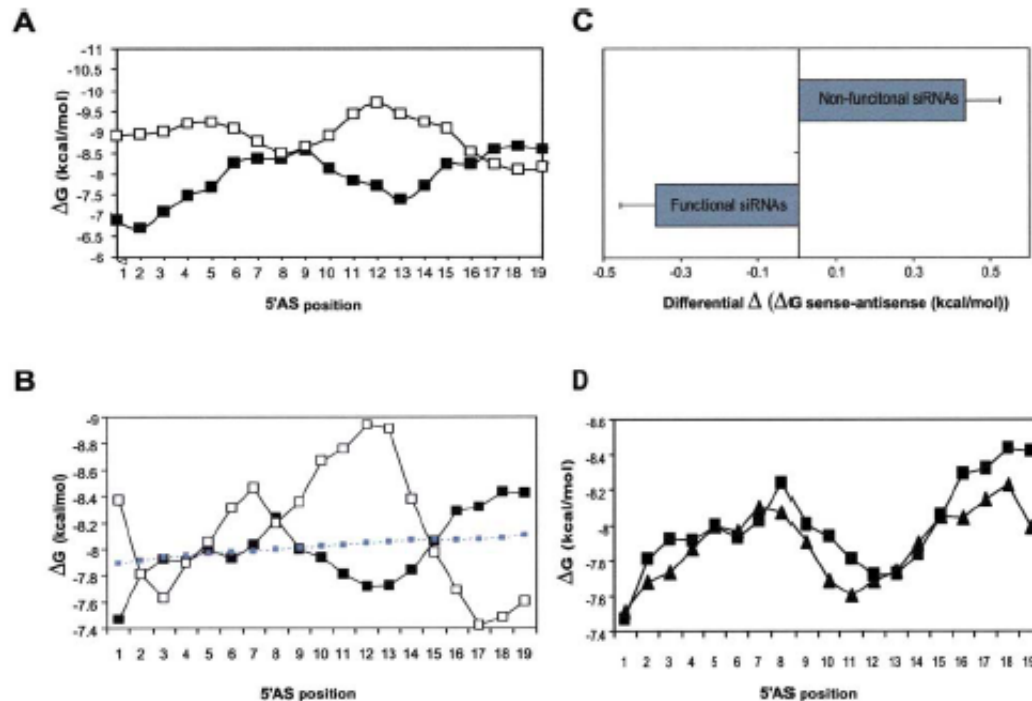 A
-11
-10.5
-10
-9.5
-9
-8.5
-8
-7.5
-7
-6.5
-6
ΔG (kcal/mol)
1 2 3 4 5 6 7 8 9 10 11 12 13 14 15 16 17 18 19
5'AS position
C
Non-funcitonal siRNAs
Functional siRNAs
-0.5 -0.3 -0.1 0.1 0.3 0.5
Differential Δ (ΔG sense-antisense (kcal/mol))
B
-9
-8.8
-8.6
-8.4
-8.2
-8
-7.8
-7.6
-7.4
ΔG (kcal/mol)
1 2 3 4 5 6 7 8 9 10 11 12 13 14 15 16 17 18 19
5'AS position
D
-8.6
-8.4
-8.2
-8
-7.8
-7.6
-7.4
ΔG (kcal/mol)
1 2 3 4 5 6 7 8 9 10 11 12 13 14 15 16 17 18 19
5'AS position